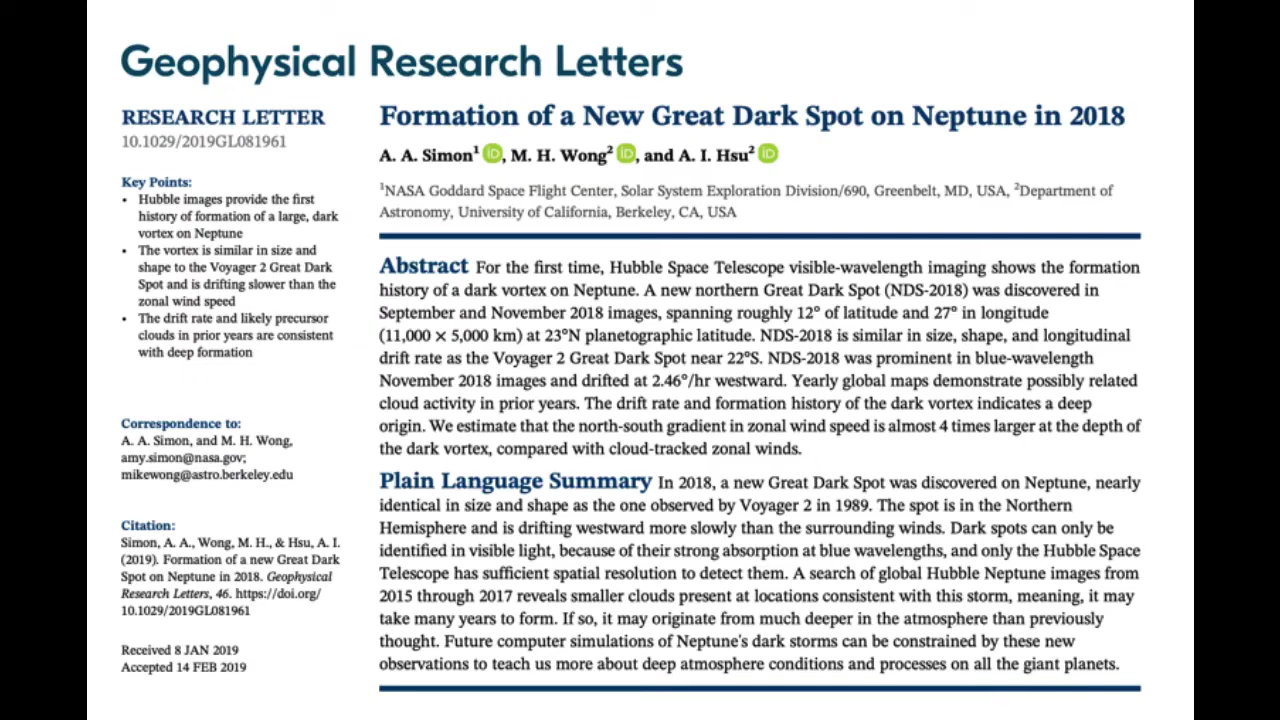 Geophysical Research Letters
RESEARCH LETTER
10.1029/2019GL081961
Key Points:
• Hubble images provide the first
history of formation of a large, dark
vortex on Neptune
• The vortex is similar in size and
shape to the Voyager 2 Great Dark
Spot and is drifting slower than the
zonal wind speed
• The drift rate and likely precursor
clouds in prior years are consistent
with deep formation
Correspondence to:
A. A. Simon, and M. H. Wong,
amy.simon@nasa.gov;
mikewong@astro.berkeley.edu
Citation:
Simon, A. A., Wong, M. H., & Hsu, A. I.
(2019). Formation of a new Great Dark
Spot on Neptune in 2018. Geophysical
Research Letters, 46. https://doi.org/
10.1029/2019GL081961
Received 8 JAN 2019
Accepted 14 FEB 2019
Formation of a New Great Dark Spot on Neptune in 2018
A. A. Simon¹ iD, M. H. Wong² iD, and A. I. Hsu² iD
¹NASA Goddard Space Flight Center, Solar System Exploration Division/690, Greenbelt, MD, USA, ²Department of
Astronomy, University of California, Berkeley, CA, USA
Abstract For the first time, Hubble Space Telescope visible-wavelength imaging shows the formation
history of a dark vortex on Neptune. A new northern Great Dark Spot (NDS-2018) was discovered in
September and November 2018 images, spanning roughly 12° of latitude and 27° in longitude
(11,000 × 5,000 km) at 23°N planetographic latitude. NDS-2018 is similar in size, shape, and longitudinal
drift rate as the Voyager 2 Great Dark Spot near 22°S. NDS-2018 was prominent in blue-wavelength
November 2018 images and drifted at 2.46°/hr westward. Yearly global maps demonstrate possibly related
cloud activity in prior years. The drift rate and formation history of the dark vortex indicates a deep
origin. We estimate that the north-south gradient in zonal wind speed is almost 4 times larger at the depth of
the dark vortex, compared with cloud-tracked zonal winds.
Plain Language Summary In 2018, a new Great Dark Spot was discovered on Neptune, nearly
identical in size and shape as the one observed by Voyager 2 in 1989. The spot is in the Northern
Hemisphere and is drifting westward more slowly than the surrounding winds. Dark spots can only be
identified in visible light, because of their strong absorption at blue wavelengths, and only the Hubble Space
Telescope has sufficient spatial resolution to detect them. A search of global Hubble Neptune images from
2015 through 2017 reveals smaller clouds present at locations consistent with this storm, meaning, it may
take many years to form. If so, it may originate from much deeper in the atmosphere than previously
thought. Future computer simulations of Neptune's dark storms can be constrained by these new
observations to teach us more about deep atmosphere conditions and processes on all the giant planets.